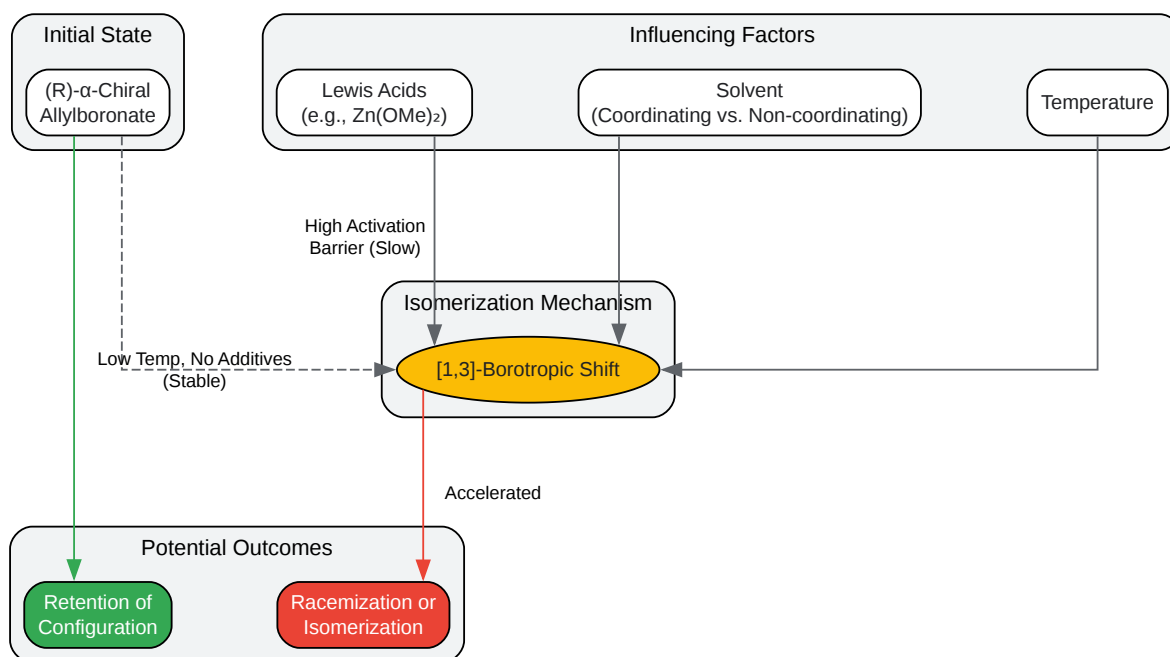 Initial State
(R)-α-Chiral
Allylboronate
Influencing Factors
Lewis Acids
(e.g., Zn(OMe)₂)
Solvent
(Coordinating vs. Non-coordinating)
Temperature
High Activation
Barrier (Slow)
Isomerization Mechanism
[1,3]-Borotropic Shift
Low Temp, No Additives
(Stable)
Accelerated
Potential Outcomes
Retention of
Configuration
Racemization or
Isomerization